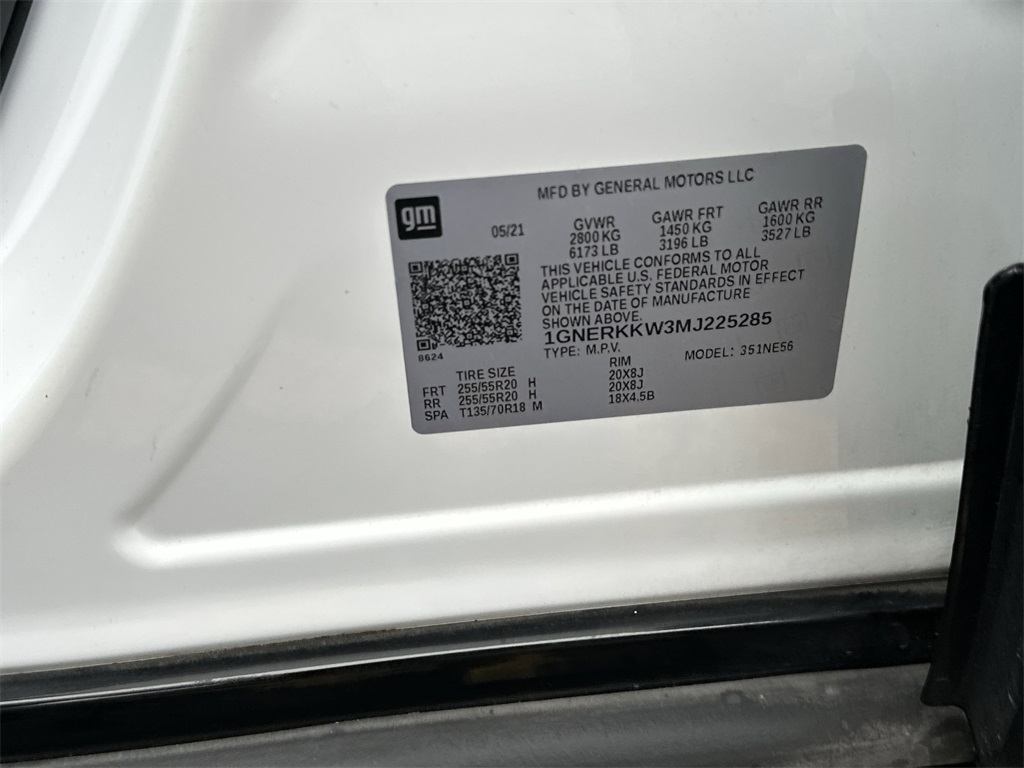 gm
MFD BY GENERAL MOTORS LLC
05/21
GVWR GAWR FRT GAWR RR
2800 KG 1450 KG 1600 KG
6173 LB 3196 LB 3527 LB
THIS VEHICLE CONFORMS TO ALL
APPLICABLE U.S. FEDERAL MOTOR
VEHICLE SAFETY STANDARDS IN EFFECT
ON THE DATE OF MANUFACTURE
SHOWN ABOVE.
1GNERKKW3MJ225285
8624
TYPE: M.P.V. MODEL: 351NE56
TIRE SIZE RIM
FRT 255/55R20 H 20X8J
RR 255/55R20 H 20X8J
SPA T135/70R18 M 18X4.5B